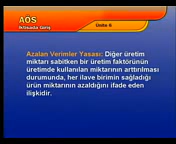 AÖS
İktisada Giriş
Ünite 6
Azalan Verimler Yasası: Diğer üretim
miktarı sabitken bir üretim faktörünün
üretimde kullanılan miktarının arttırılması
durumunda, her ilave birimin sağladığı
ürün miktarının azaldığını ifade eden
ilişkidir.